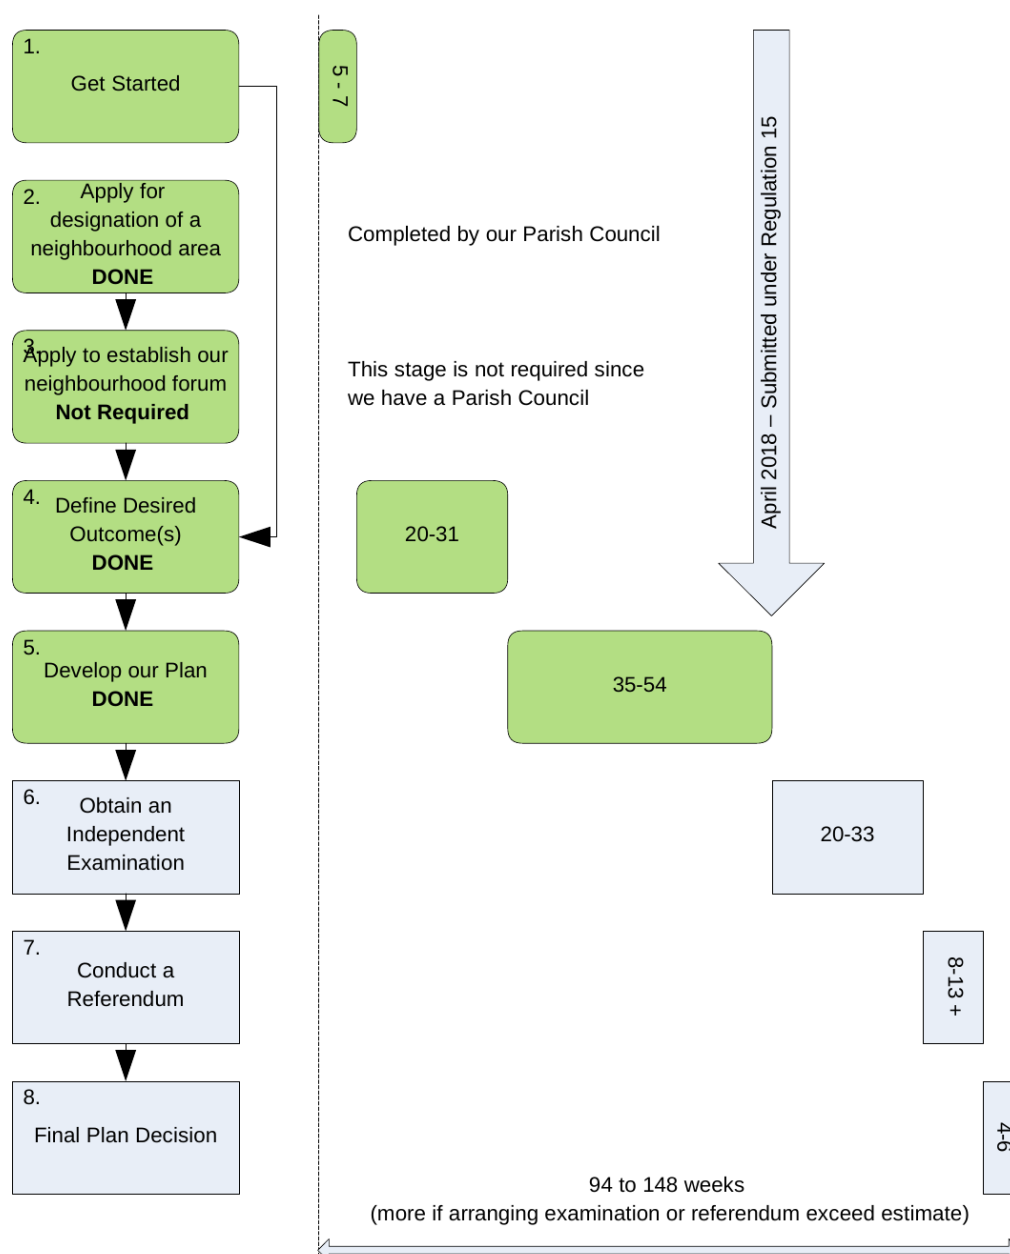 1.
Get Started
5 - 7
2.
Apply for
designation of a
neighbourhood area
DONE
Completed by our Parish Council
3.
Apply to establish our
neighbourhood forum
Not Required
This stage is not required since
we have a Parish Council
April 2018 – Submitted under Regulation 15
4.
Define Desired
Outcome(s)
DONE
20-31
5.
Develop our Plan
DONE
35-54
6.
Obtain an
Independent
Examination
20-33
7.
Conduct a
Referendum
8-13 +
8.
Final Plan Decision
4-6
94 to 148 weeks
(more if arranging examination or referendum exceed estimate)